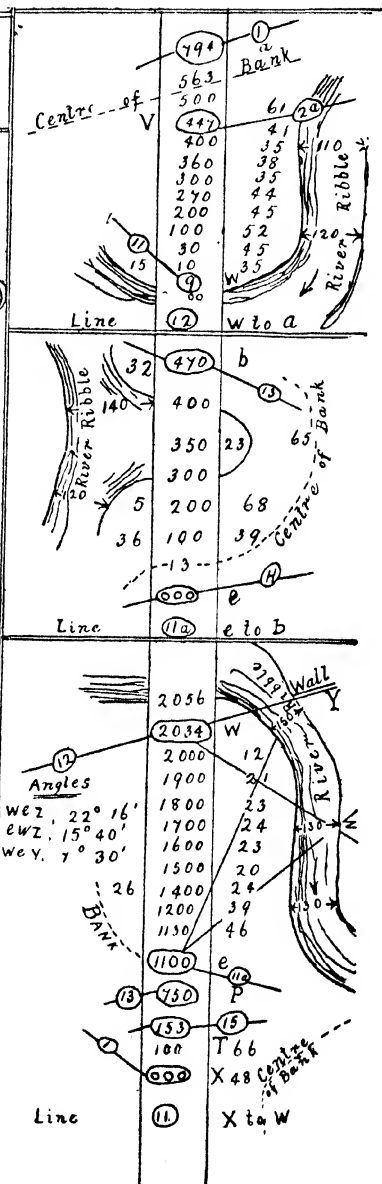 794 1
a
563 Bank
500
Centre of
V 447 61 2a
400 41
360 35 110
300 38
270 35
200 44
100 45 120
30 52
11 45
15 10 35
9 W
00
River Ribble
Line 12 W to a
32 470 b
13
140 400
River Ribble
350 23 65
Centre of Bank
300
20
5 200 68
36 100 39
13
14
000 e
Line 11a e to b
Ribble
Wall
2056 150 Y
2034 W
12
River
2000 12
Angles 1900 21
WeZ, 22° 16' 1800 23
eWZ, 15° 40' 1700 24 130
WeY, 7° 30' 1600 23
1500 20
26 1400 24
1200 39 130
Bank 1130 46
1100 e
11a
13 750 P
153 15
1 100 T 66
000 X 48
Centre of Bank
Line 11 X to W